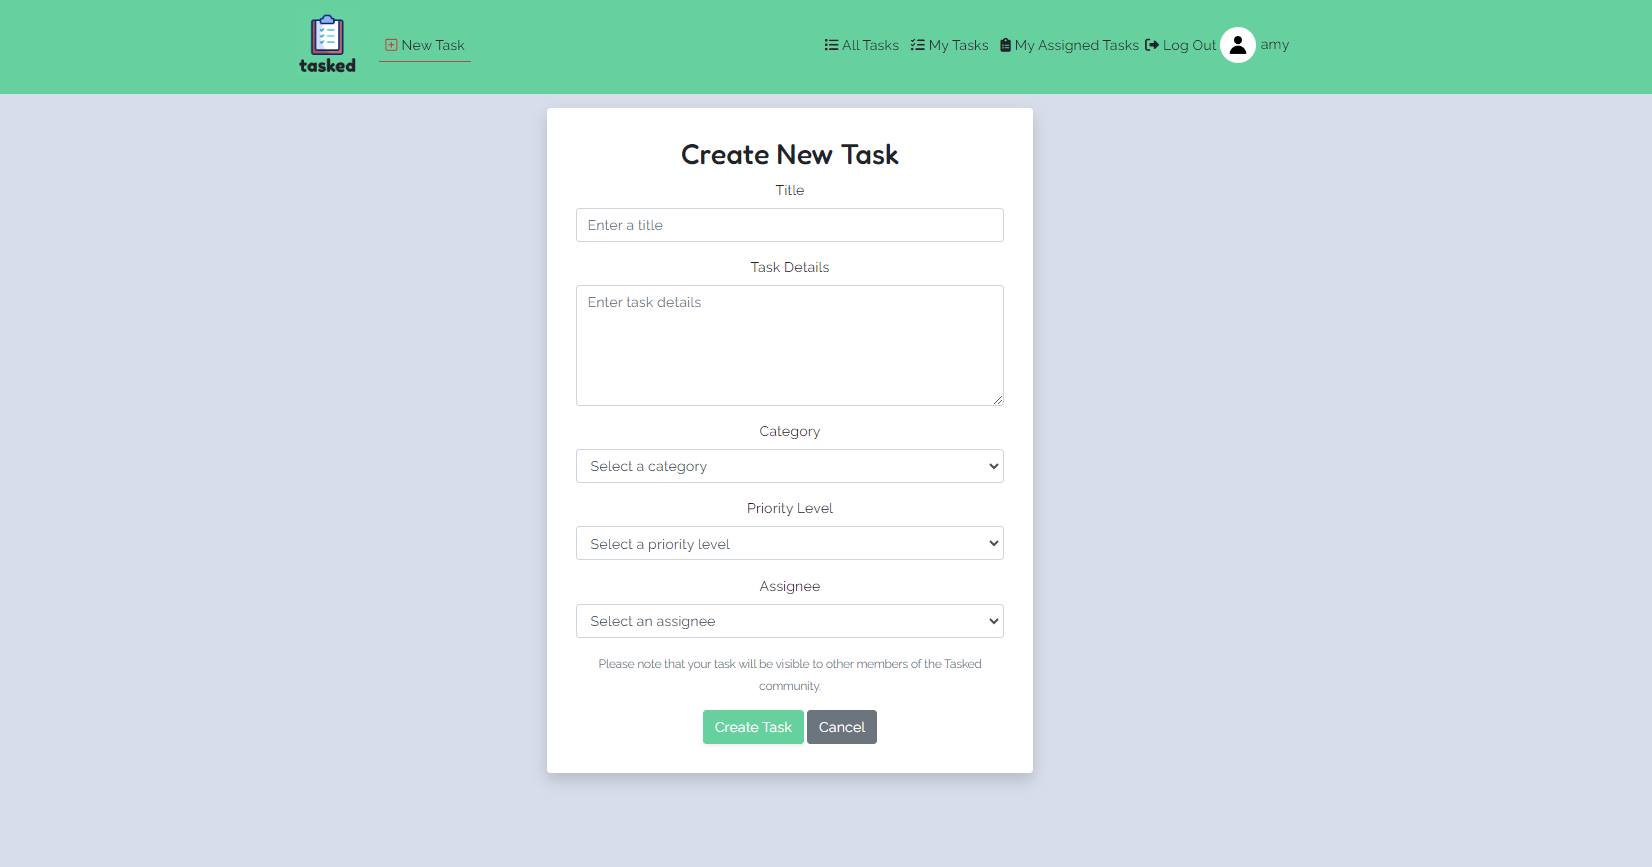 tasked
New Task
All Tasks
My Tasks
My Assigned Tasks
Log Out
amy
Create New Task
Title
Enter a title
Task Details
Enter task details
Category
Select a category
Priority Level
Select a priority level
Assignee
Select an assignee
Please note that your task will be visible to other members of the Tasked
community.
Create Task
Cancel